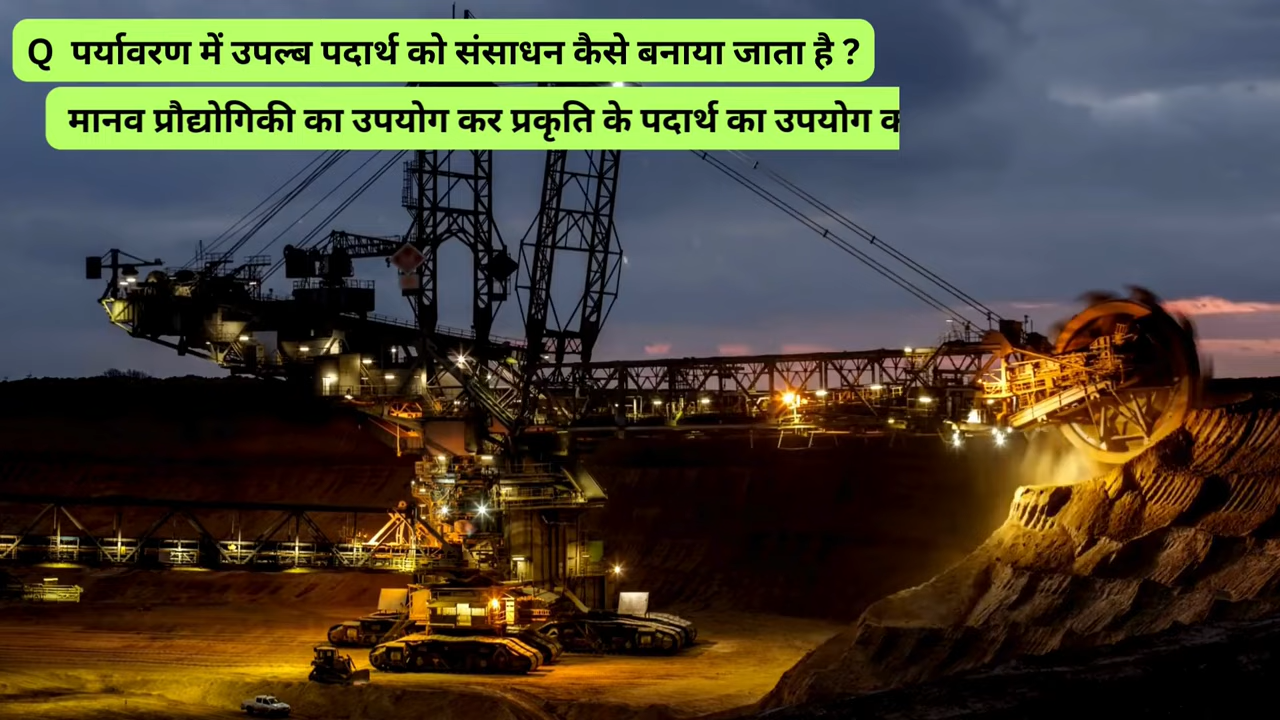 Q पर्यावरण में उपल्ब पदार्थ को संसाधन कैसे बनाया जाता है ?
मानव प्रौद्योगिकी का उपयोग कर प्रकृति के पदार्थ का उपयोग